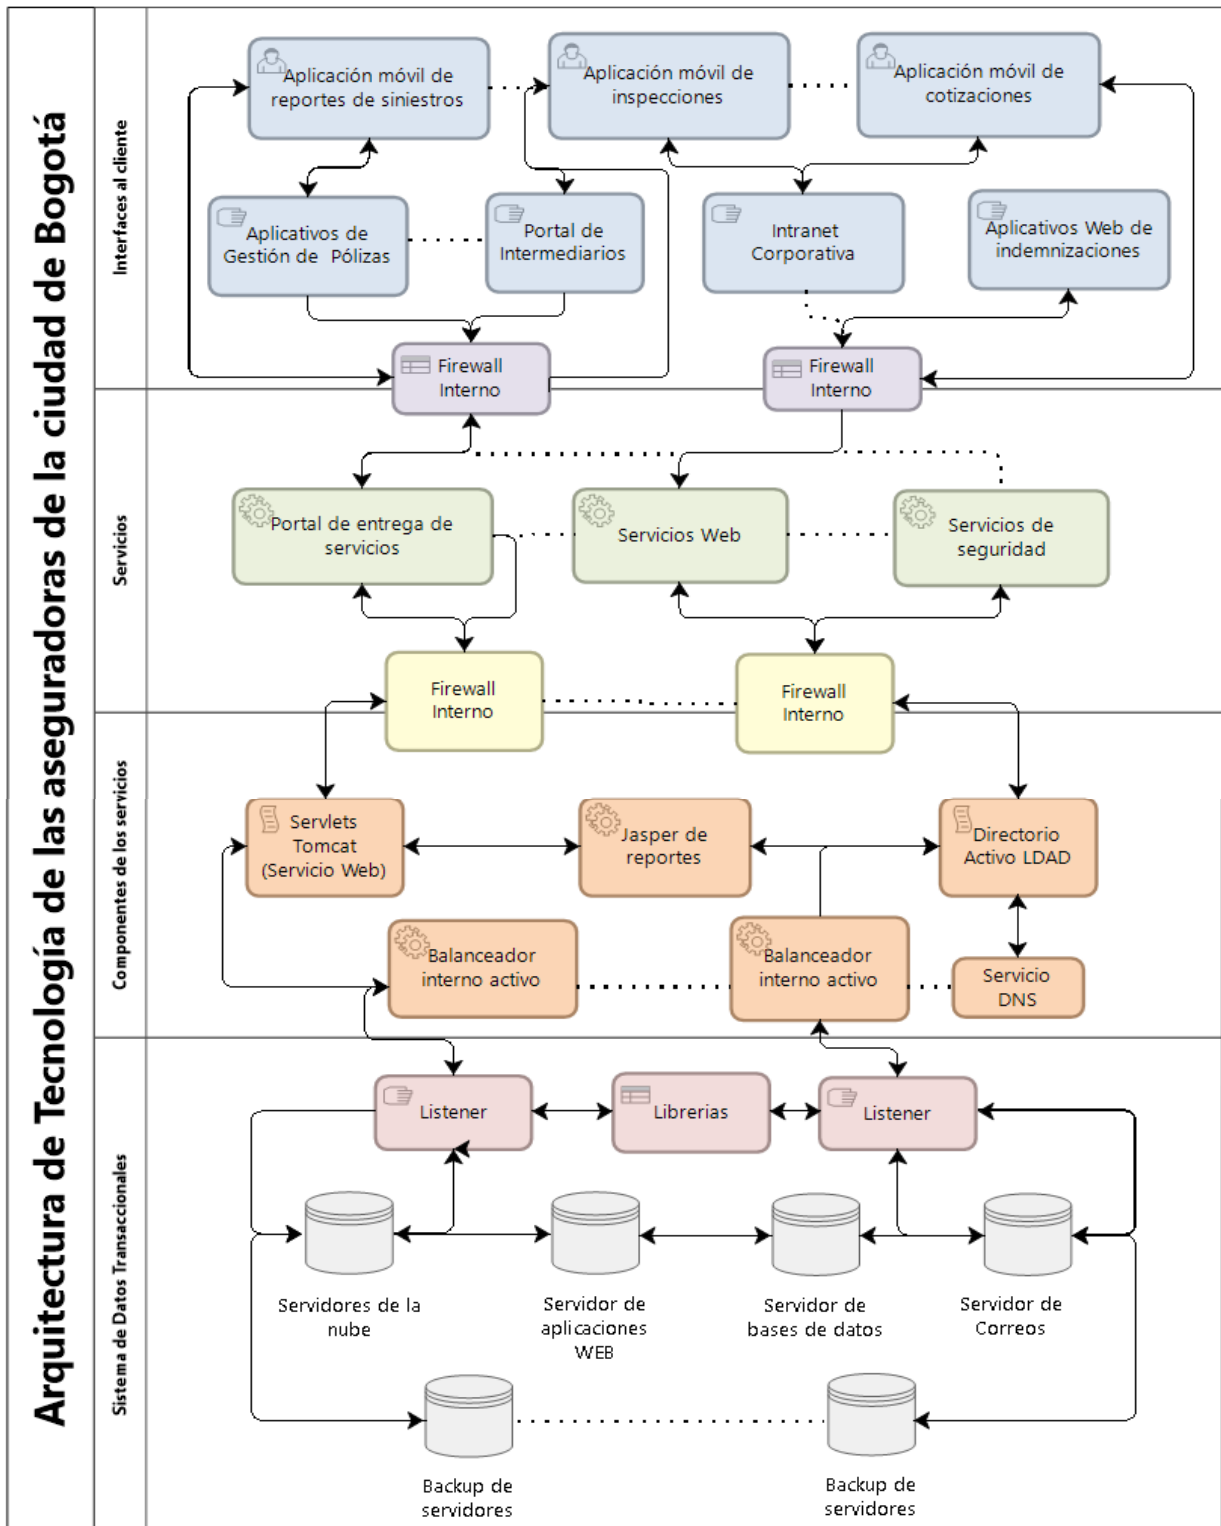 Arquitectura de Tecnología de las aseguradoras de la ciudad de Bogotá
Interfaces al cliente
Aplicación móvil de
reportes de siniestros
Aplicación móvil de
inspecciones
Aplicación móvil de
cotizaciones
Aplicativos de
Gestión de Pólizas
Portal de
Intermediarios
Intranet
Corporativa
Aplicativos Web de
indemnizaciones
Firewall
Interno
Firewall
Interno
Servicios
Portal de entrega de
servicios
Servicios Web
Servicios de
seguridad
Firewall
Interno
Firewall
Interno
Componentes de los servicios
Servlets
Tomcat
(Servicio Web)
Jasper de
reportes
Directorio
Activo LDAD
Balanceador
interno activo
Balanceador
interno activo
Servicio
DNS
Sistema de Datos Transaccionales
Listener
Librerias
Listener
Servidores de la
nube
Servidor de
aplicaciones
WEB
Servidor de
bases de datos
Servidor de
Correos
Backup de
servidores
Backup de
servidores